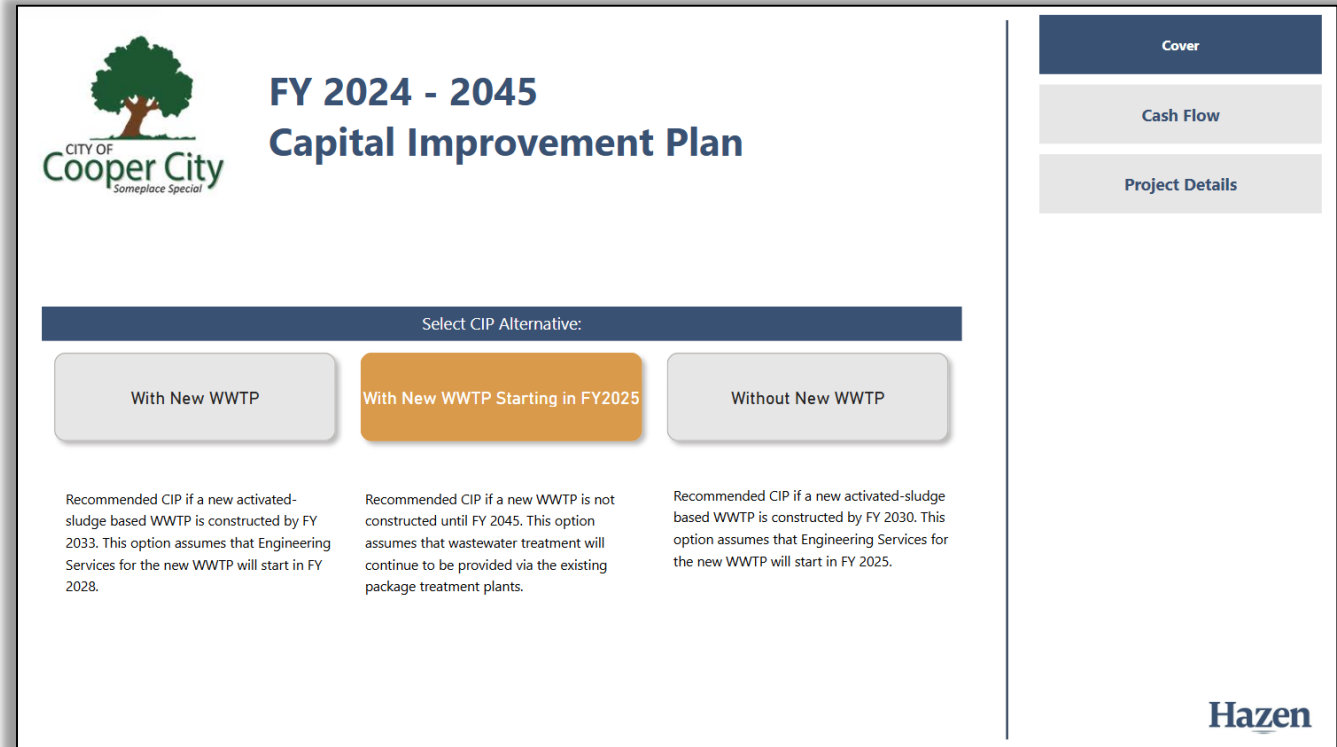 CITY OF
Cooper City
Someplace Special
FY 2024 - 2045
Capital Improvement Plan
Cover
Cash Flow
Project Details
Select CIP Alternative:
With New WWTP
With New WWTP Starting in FY2025
Without New WWTP
Recommended CIP if a new activated-
sludge based WWTP is constructed by FY
2033. This option assumes that Engineering
Services for the new WWTP will start in FY
2028.
Recommended CIP if a new WWTP is not
constructed until FY 2045. This option
assumes that wastewater treatment will
continue to be provided via the existing
package treatment plants.
Recommended CIP if a new activated-sludge
based WWTP is constructed by FY 2030. This
option assumes that Engineering Services for
the new WWTP will start in FY 2025.
Hazen